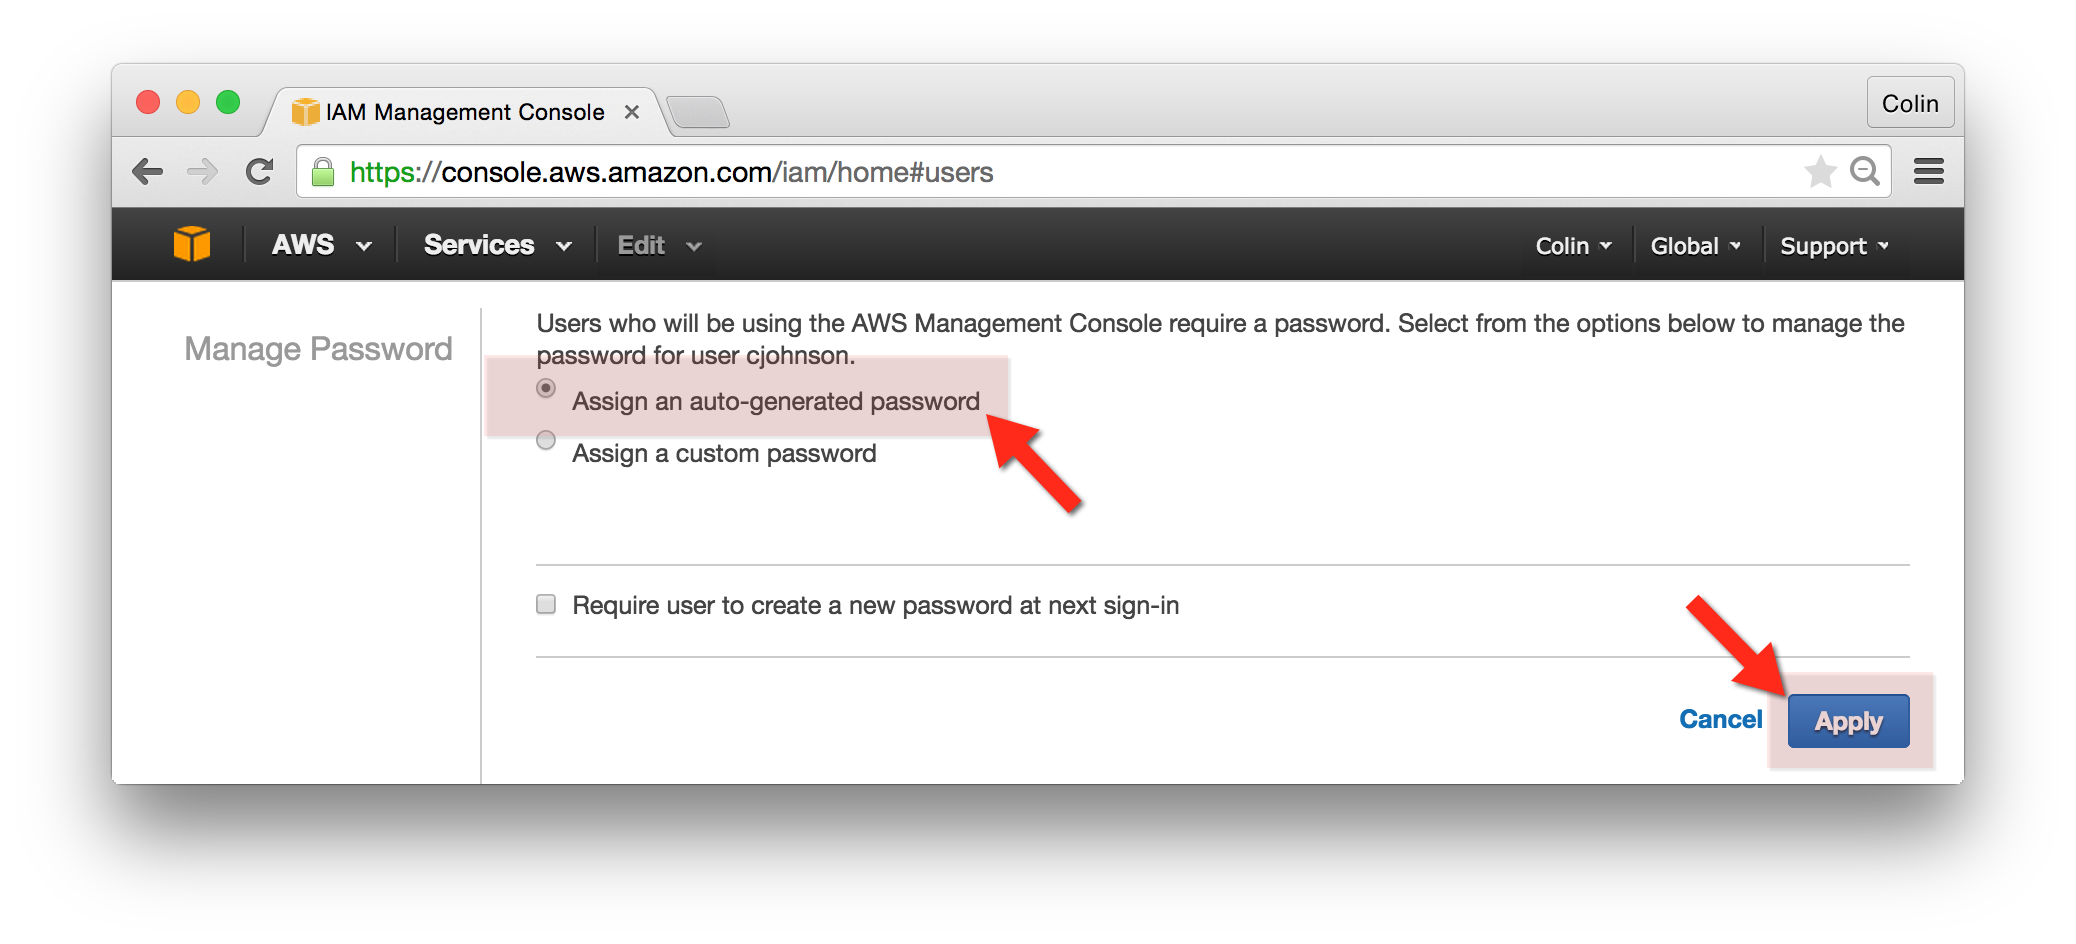 IAM Management Console
Colin
https://console.aws.amazon.com/iam/home#users
AWS Services Edit Colin Global Support
Manage Password
Users who will be using the AWS Management Console require a password. Select from the options below to manage the
password for user cjohnson.
Assign an auto-generated password
Assign a custom password
Require user to create a new password at next sign-in
Cancel Apply